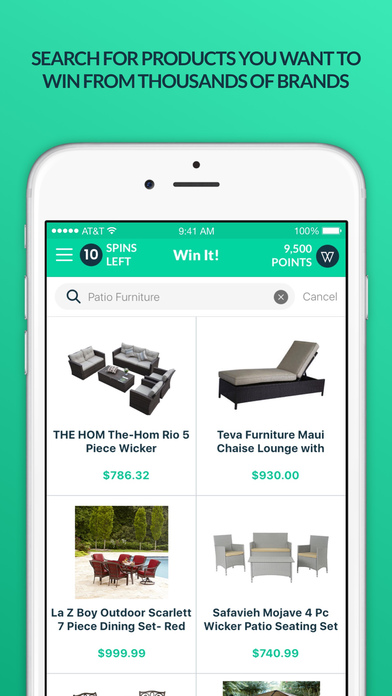 SEARCH FOR PRODUCTS YOU WANT TO
WIN FROM THOUSANDS OF BRANDS
AT&T
9:41 AM
100%
10
SPINS
LEFT
Win It!
9,500
POINTS
W
Patio Furniture
Cancel
THE HOM The-Hom Rio 5
Piece Wicker
$786.32
Teva Furniture Maui
Chaise Lounge with
$930.00
La Z Boy Outdoor Scarlett
7 Piece Dining Set- Red
$999.99
Safavieh Mojave 4 Pc
Wicker Patio Seating Set
$740.99